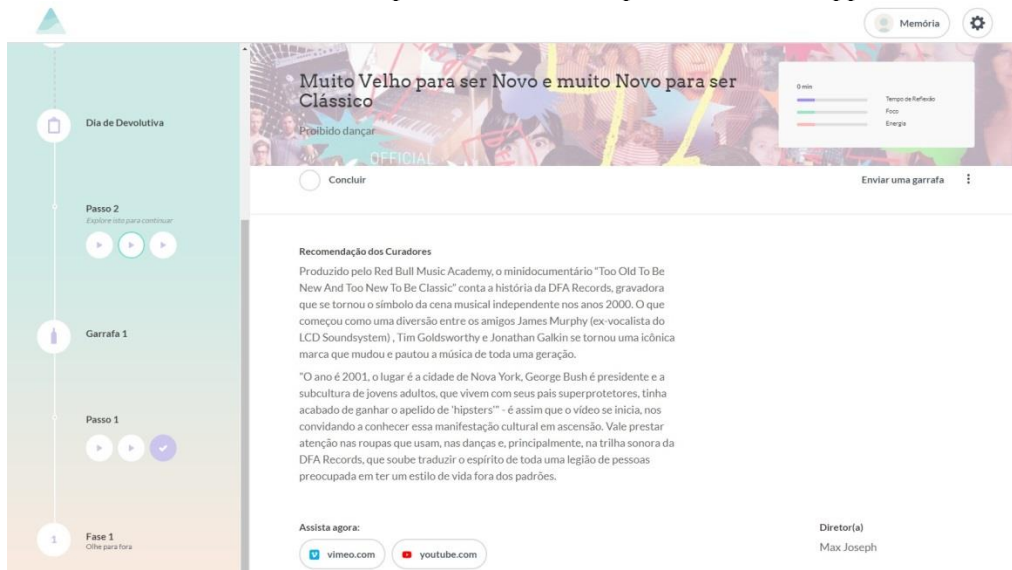 Memória
Muito Velho para ser Novo e muito Novo para ser
Clássico
Proibido dançar
OFFICIAL
0 min
Tempo de Reflexão
Foco
Energia
Dia de Devolutiva
Concluir
Enviar uma garrafa
Passo 2
Explore isto para continuar
Garrafa 1
Passo 1
1
Fase 1
Olhe para fora
Recomendação dos Curadores
Produzido pelo Red Bull Music Academy, o minidocumentário "Too Old To Be
New And Too New To Be Classic" conta a história da DFA Records, gravadora
que se tornou o símbolo da cena musical independente nos anos 2000. O que
começou como uma diversão entre os amigos James Murphy (ex-vocalista do
LCD Soundsystem) , Tim Goldsworthy e Jonathan Galkin se tornou uma icônica
marca que mudou e pautou a música de toda uma geração.
"O ano é 2001, o lugar é a cidade de Nova York, George Bush é presidente e a
subcultura de jovens adultos, que vivem com seus pais superprotetores, tinha
acabado de ganhar o apelido de 'hipsters'" - é assim que o vídeo se inicia, nos
convidando a conhecer essa manifestação cultural em ascensão. Vale prestar
atenção nas roupas que usam, nas danças e, principalmente, na trilha sonora da
DFA Records, que soube traduzir o espírito de toda uma legião de pessoas
preocupada em ter um estilo de vida fora dos padrões.
Assista agora:
vimeo.com
youtube.com
Diretor(a)
Max Joseph